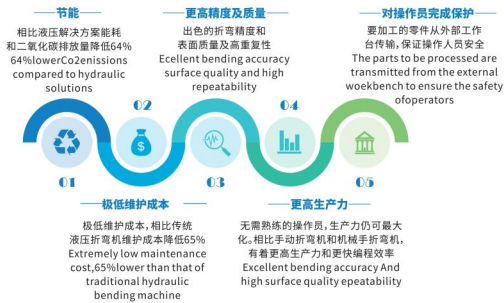 节能
相比液压解决方案能耗
和二氧化碳排放量降低64%
64%lowerCo2enissions
compared to hydraulic
solutions
01
02
极低维护成本
极低维护成本，相比传统
液压折弯机维护成本降低65%
Extremely low maintenance
cost,65%lower than that of
traditional hydraulic
bending machine
更高精度及质量
出色的折弯精度和
表面质量及高重复性
Ecellent bending accuracy
surface quality and high
repeatability
03
04
更高生产力
无需熟练的操作员，生产力仍可最大
化。相比手动折弯机和机械手折弯机，
有着更高生产力和更快编程效率
Excellent bending accuracy And
high surface quality epeatability
对操作员完成保护
要加工的零件从外部工作
台传输，保证操作人员安全
The parts to be processed are
transmitted from the external
woekbench to ensure the safety
ofoperators
05